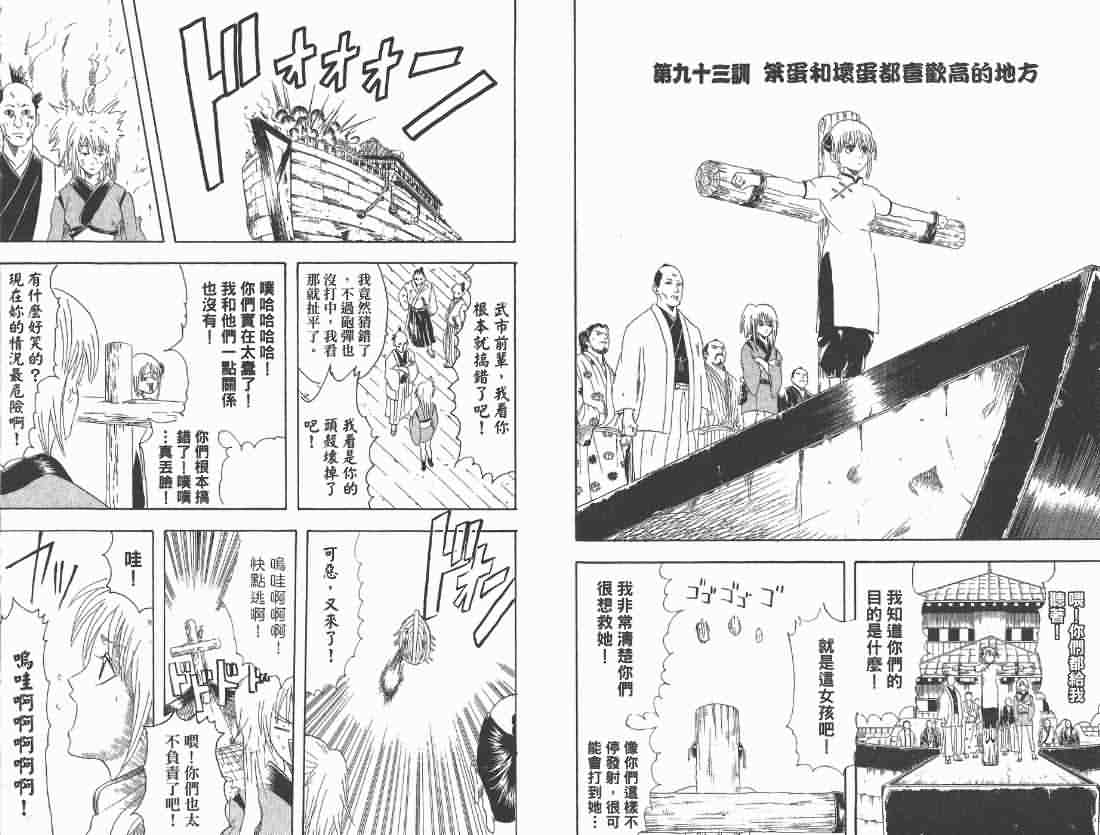 第九十三訓 笨蛋和壞蛋都喜歡高的地方
喂！你們都給我
聽著！
我知道你們的
目的是什麼！
就是這女孩吧！
ゴゴゴゴゴゴ
我非常清楚你們
很想救她！
像你們這樣不
停發射，很可
能會打到她…
ドォォォーン
武市前輩，我看你
根本就搞錯了吧！
我竟然猜錯了
，不過砲彈也
沒打中，我看
那就扯平了。
我看是你的
頭殼壞掉了
吧！
噗哈哈哈哈！
你們實在太蠢了！
我和他們一點關係
也沒有！
你們根本搞
錯了！噗噗
…真丟臉！
有什麼好笑的？
現在妳的情況最危險啊！
ドォン
可惡，又來了！
嗚哇啊啊啊！
快點逃啊！
ドドドド
喂！你們也太
不負責了吧！
哇！
ガッ
嗚哇啊啊啊啊啊！